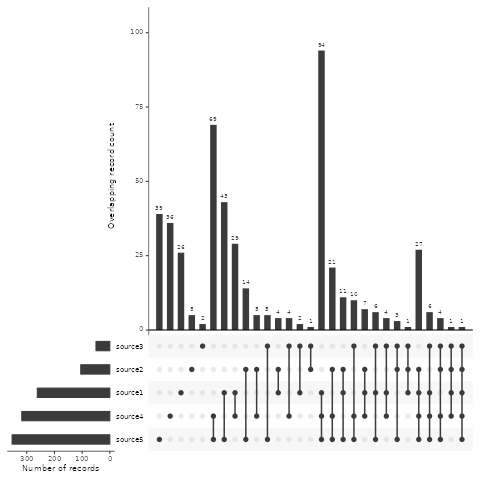 100
75
50
25
0
Overlapping record count
39 36 26 5 2 69 43 29 14 5 5 4 4 2 1 94 21 11 10 7 6 4 3 1 27 6 4 1 1
source3
source2
source1
source4
source5
300 200 100 0
Number of records